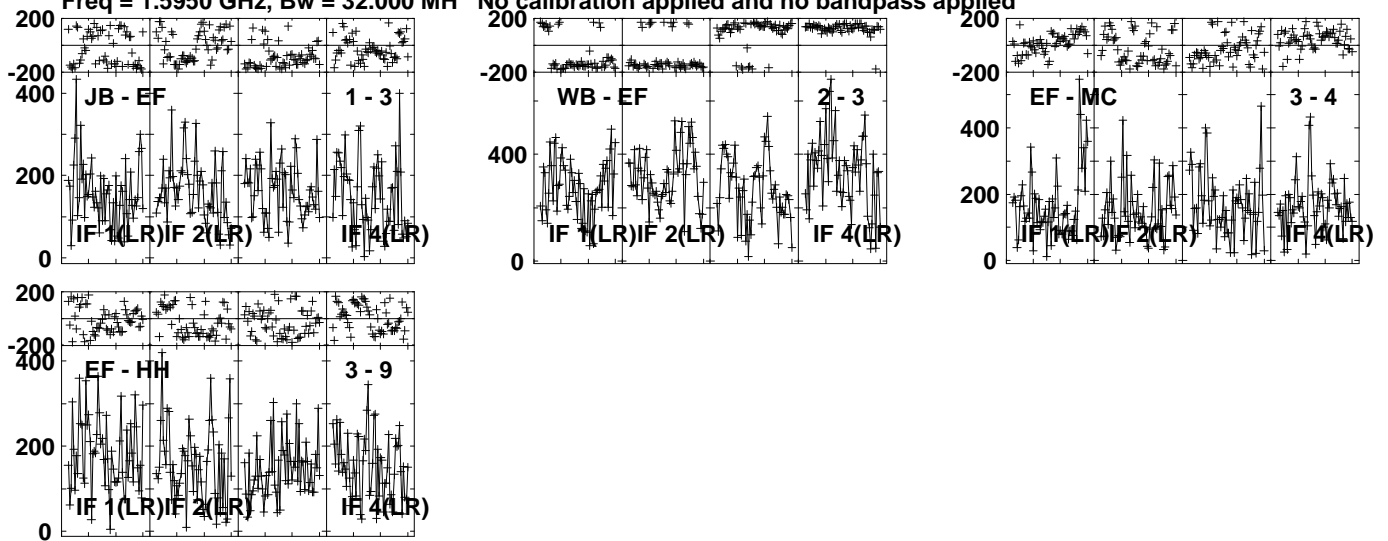 Freq = 1.5950 GHz, Bw = 32.000 MH No calibration applied and no bandpass applied
200
-200
JB - EF 1 - 3
400
200
0
IF 1(LR) IF 2(LR) IF 4(LR)
200
-200
WB - EF 2 - 3
400
0
IF 1(LR) IF 2(LR) IF 4(LR)
200
-200
EF - MC 3 - 4
400
200
100
0
IF 1(LR) IF 2(LR) IF 4(LR)
200
-200
400
EF - HH 3 - 9
200
0
IF 1(LR) IF 2(LR) IF 4(LR)